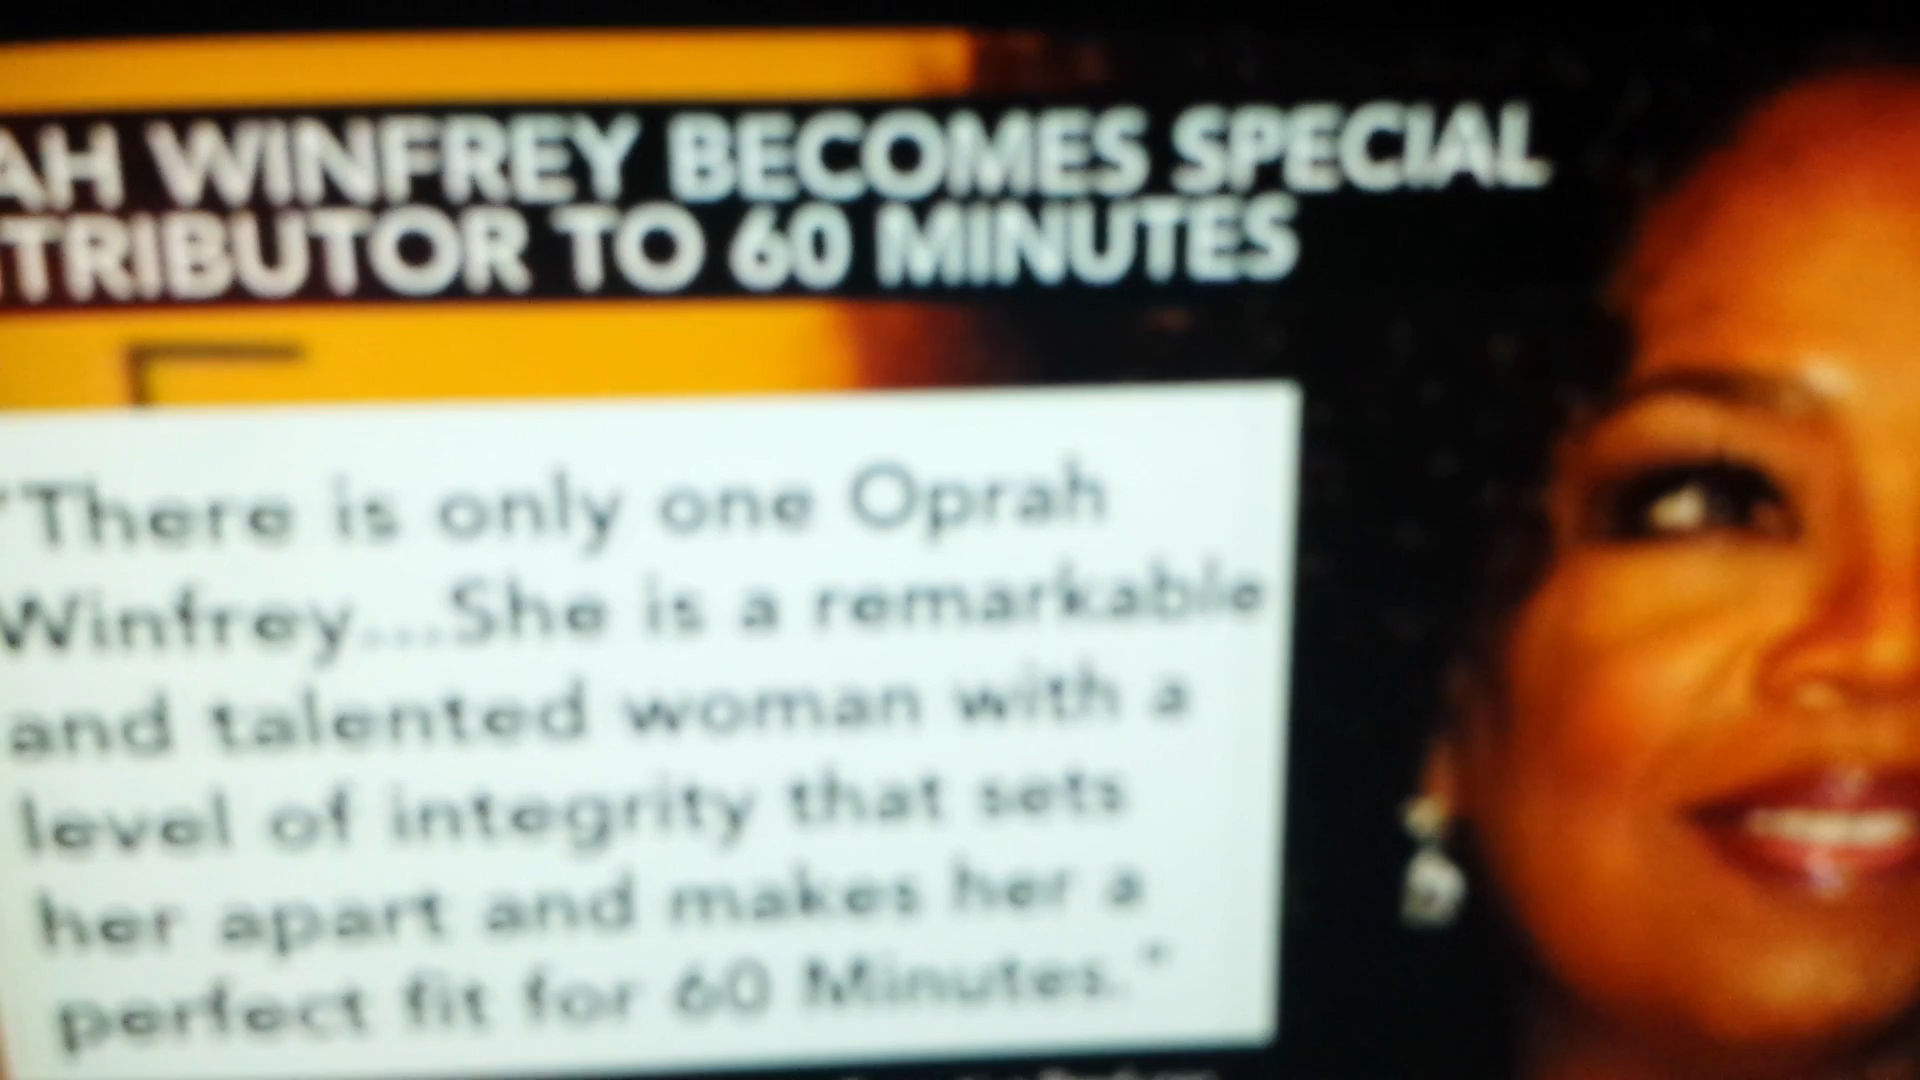 AH WINFREY BECOMES SPECIAL
TRIBUTOR TO 60 MINUTES
"There is only one Oprah
Winfrey...She is a remarkable
and talented woman with a
level of integrity that sets
her apart and makes her a
perfect fit for 60 Minutes."